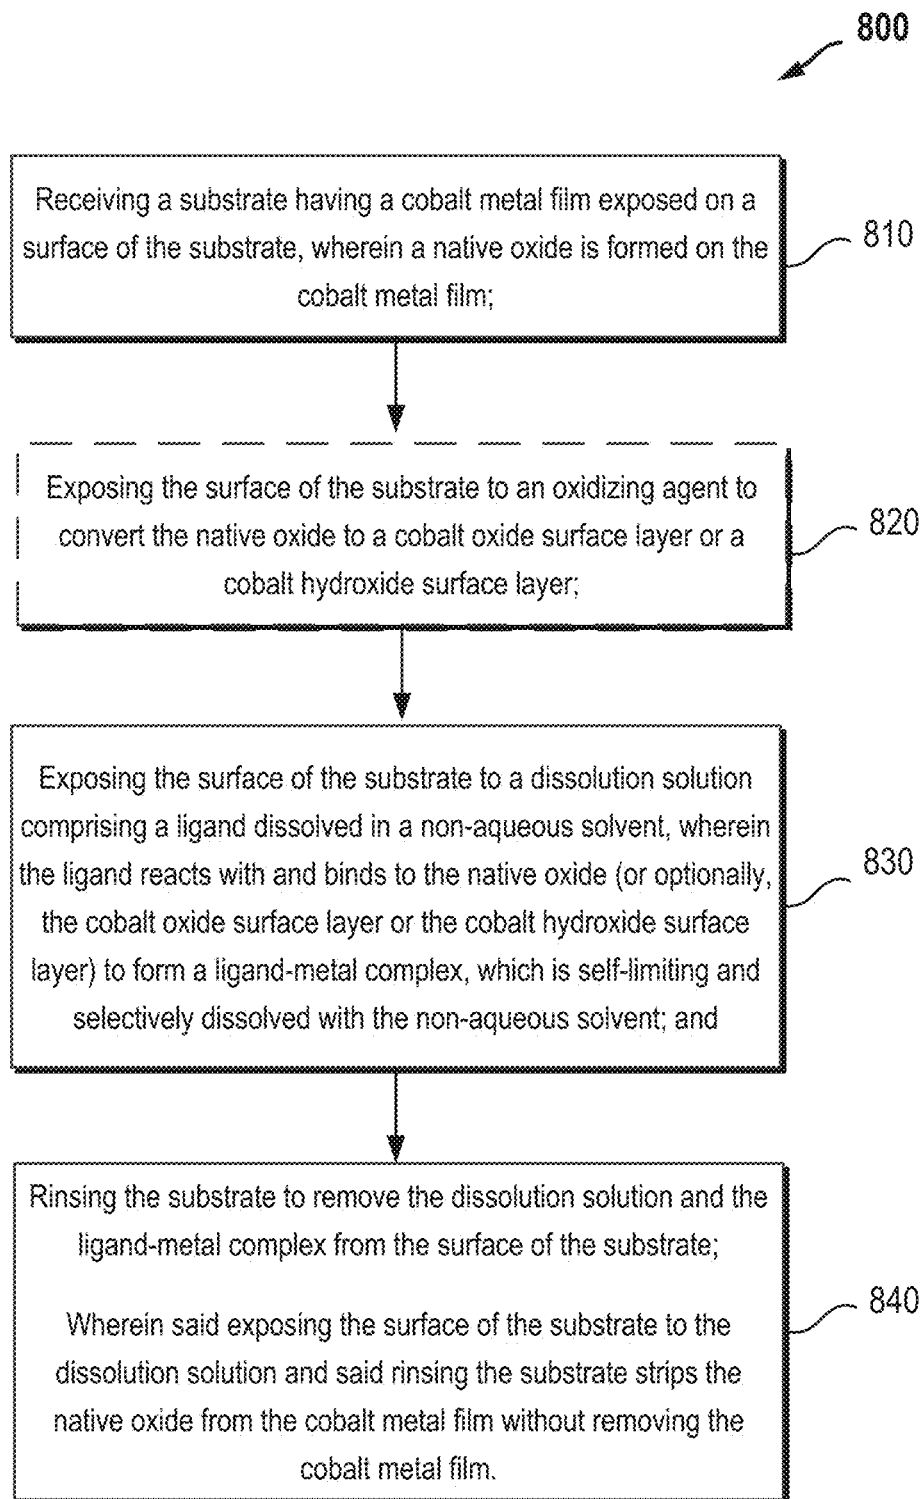 800
Receiving a substrate having a cobalt metal film exposed on a
surface of the substrate, wherein a native oxide is formed on the
cobalt metal film;
810
Exposing the surface of the substrate to an oxidizing agent to
convert the native oxide to a cobalt oxide surface layer or a
cobalt hydroxide surface layer;
820
Exposing the surface of the substrate to a dissolution solution
comprising a ligand dissolved in a non-aqueous solvent, wherein
the ligand reacts with and binds to the native oxide (or optionally,
the cobalt oxide surface layer or the cobalt hydroxide surface
layer) to form a ligand-metal complex, which is self-limiting and
selectively dissolved with the non-aqueous solvent; and
830
Rinsing the substrate to remove the dissolution solution and the
ligand-metal complex from the surface of the substrate;
Wherein said exposing the surface of the substrate to the
dissolution solution and said rinsing the substrate strips the
native oxide from the cobalt metal film without removing the
cobalt metal film.
840